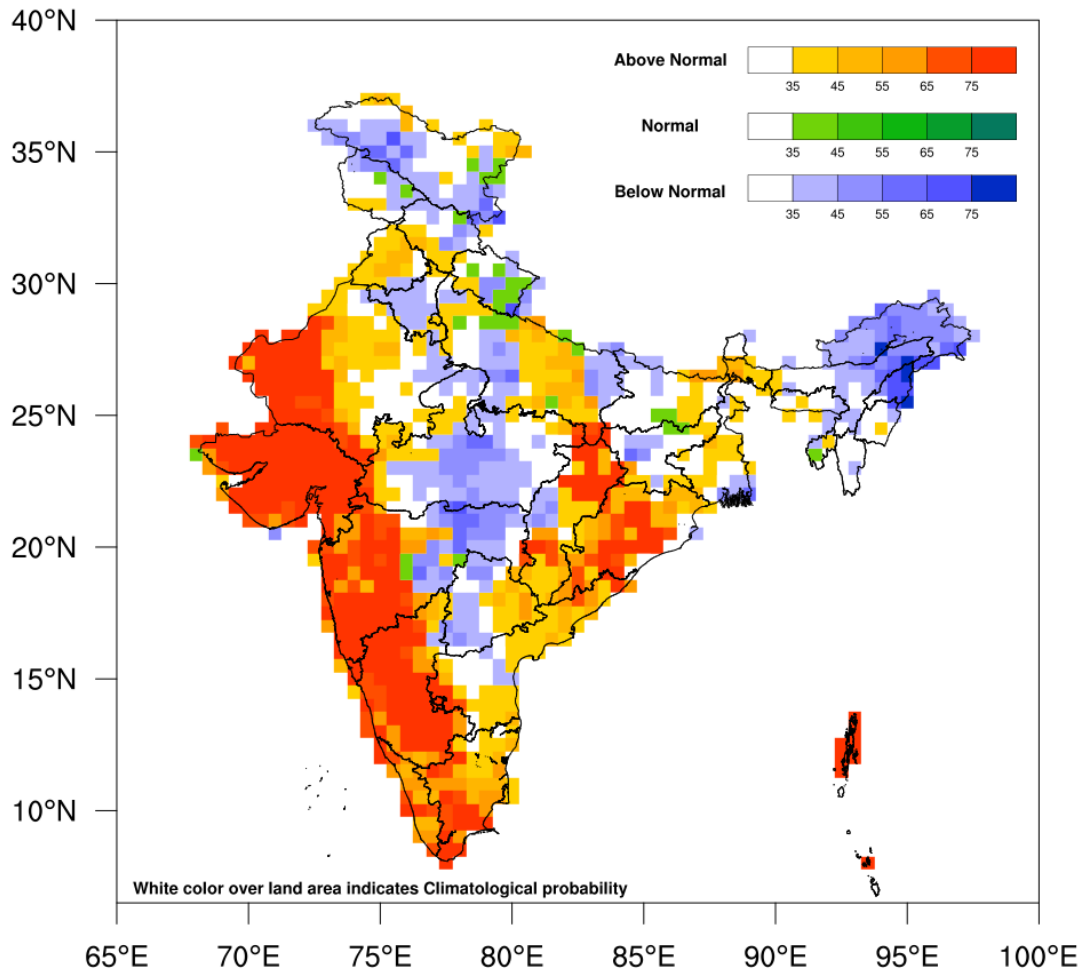 40°N
Above Normal
35 45 55 65 75
Normal
35 45 55 65 75
Below Normal
35 45 55 65 75
35°N
30°N
25°N
20°N
15°N
10°N
White color over land area indicates Climatological probability
65°E 70°E 75°E 80°E 85°E 90°E 95°E 100°E